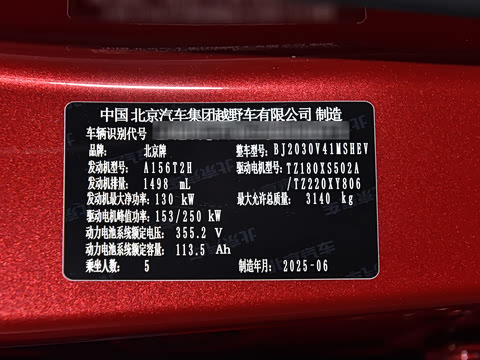 中国 北京汽车集团越野车有限公司 制造
车辆识别代号
品牌: 北京牌 整车型号: BJ2030V41MSHEV
发动机型号: A156T2H 驱动电机型号: TZ180XS502A
发动机排量: 1498 mL /TZ220XY806
发动机最大净功率: 130 kW 最大允许总质量: 3140 kg
驱动电机峰值功率: 153/250 kW
动力电池系统额定电压: 355.2 V
动力电池系统额定容量: 113.5 Ah
乘坐人数: 5 制造年月: 2025-06